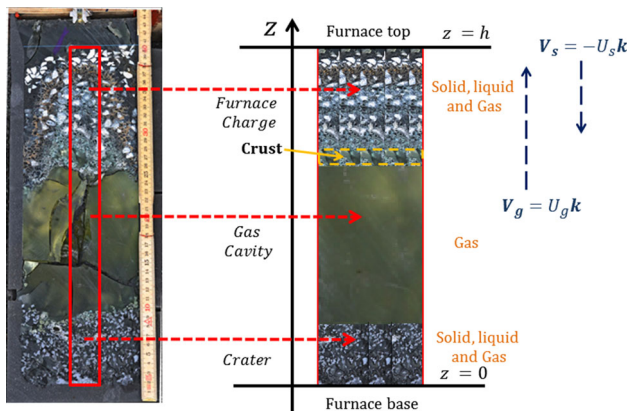 Z
Furnace top
z = h
V_s = −U_s k
Furnace
Charge
Solid, liquid
and Gas
Crust
V_g = U_g k
Gas
Cavity
Gas
Crater
Solid, liquid
and Gas
z = 0
Furnace base